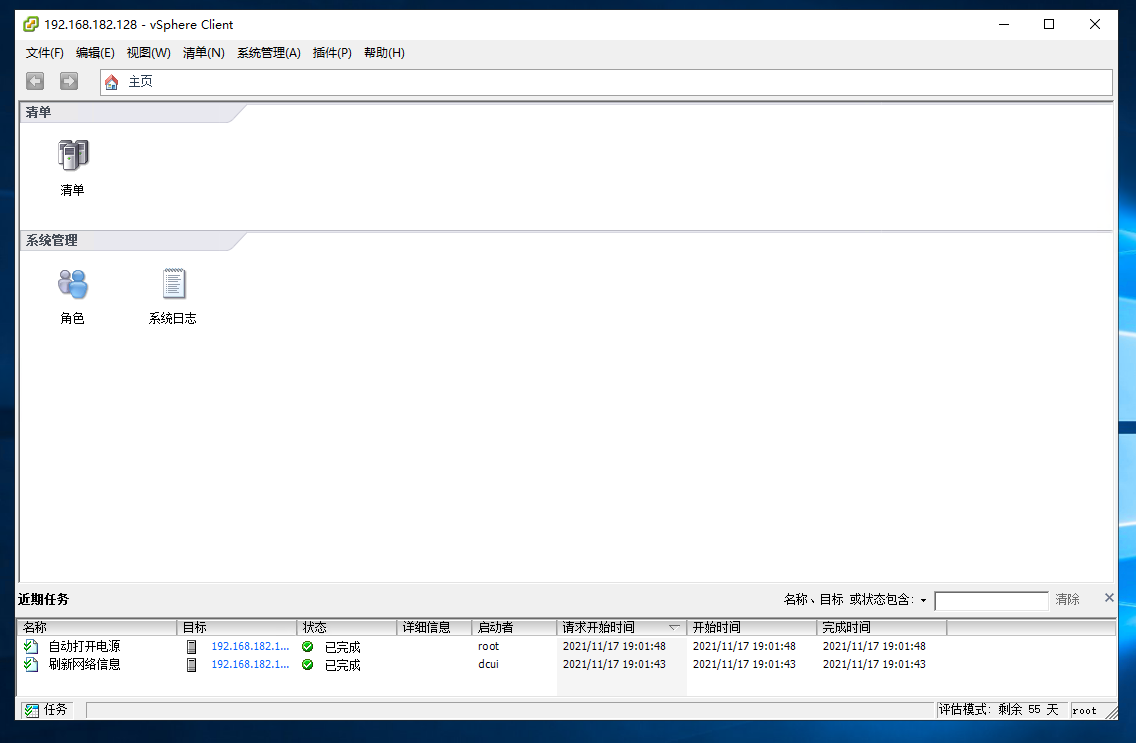 192.168.182.128 - vSphere Client
文件(F) 编辑(E) 视图(W) 清单(N) 系统管理(A) 插件(P) 帮助(H)
主页
清单
清单
系统管理
角色 系统日志
近期任务 名称、目标 或状态包含: 清除
名称 目标 状态 详细信息 启动者 请求开始时间 开始时间 完成时间
自动打开电源 192.168.182.1... 已完成 root 2021/11/17 19:01:48 2021/11/17 19:01:48 2021/11/17 19:01:48
刷新网络信息 192.168.182.1... 已完成 dcui 2021/11/17 19:01:43 2021/11/17 19:01:43 2021/11/17 19:01:43
任务 评估模式: 剩余 55 天 root